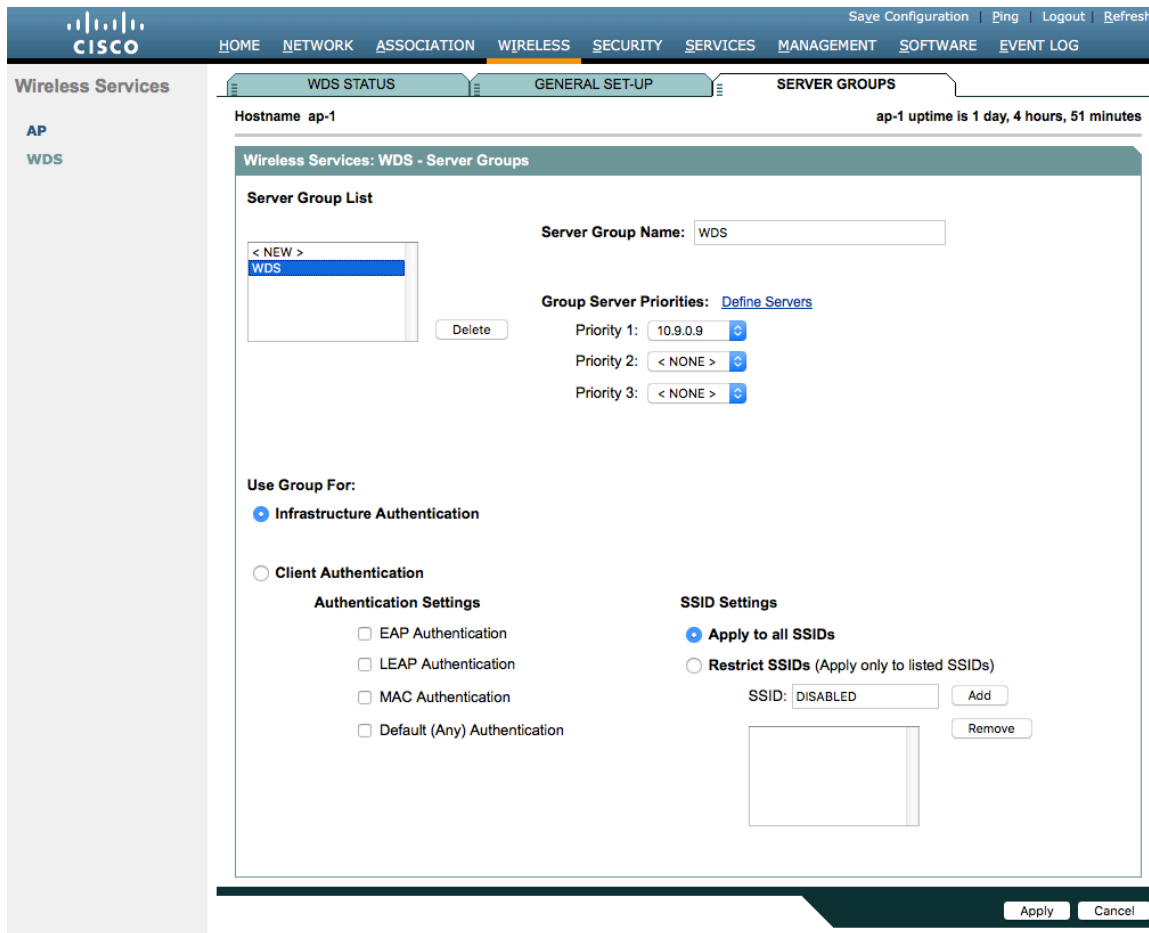 Save Configuration | Ping | Logout | Refresh
CISCO
HOME NETWORK ASSOCIATION WIRELESS SECURITY SERVICES MANAGEMENT SOFTWARE EVENT LOG
Wireless Services
AP
WDS
WDS STATUS GENERAL SET-UP SERVER GROUPS
Hostname ap-1 ap-1 uptime is 1 day, 4 hours, 51 minutes
Wireless Services: WDS - Server Groups
Server Group List
< NEW >
WDS
Delete
Server Group Name: WDS
Group Server Priorities: Define Servers
Priority 1: 10.9.0.9
Priority 2: < NONE >
Priority 3: < NONE >
Use Group For:
Infrastructure Authentication
Client Authentication
Authentication Settings
EAP Authentication
LEAP Authentication
MAC Authentication
Default (Any) Authentication
SSID Settings
Apply to all SSIDs
Restrict SSIDs (Apply only to listed SSIDs)
SSID: DISABLED Add
Remove
Apply Cancel